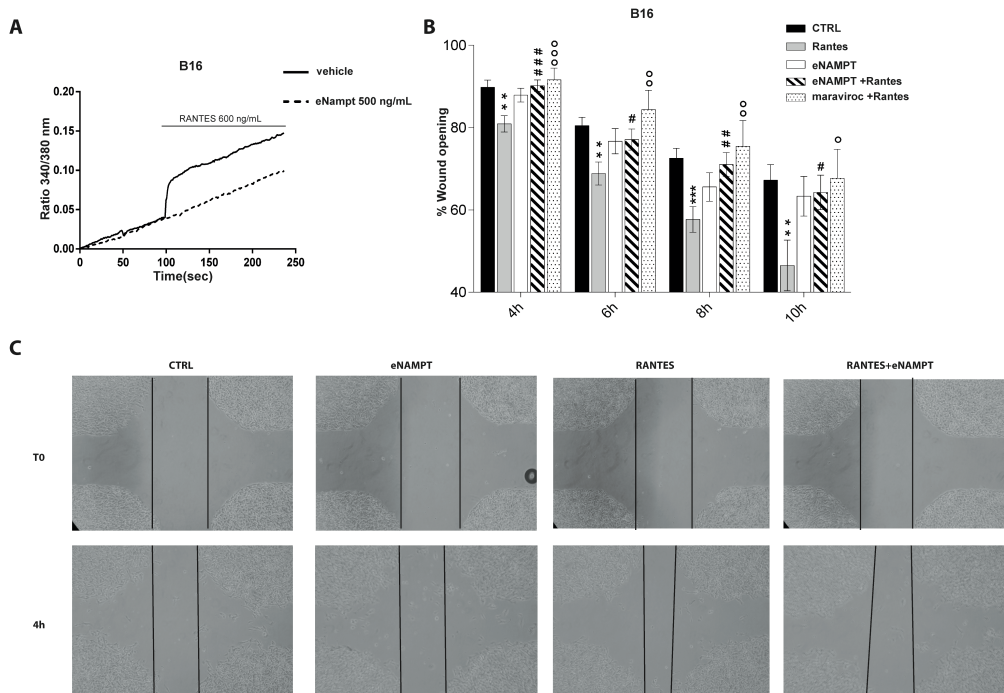 A
B16
vehicle
eNampt 500 ng/mL
RANTES 600 ng/mL
Ratio 340/380 nm
0.20
0.15
0.10
0.05
0.00
0
50
100
150
200
250
Time(sec)
B
B16
CTRL
Rantes
eNAMPT
eNAMPT +Rantes
maraviroc +Rantes
% Wound opening
100
80
60
40
**
###
°°°
**
#
°°
***
##
°°
**
#
°
4h
6h
8h
10h
C
CTRL
eNAMPT
RANTES
RANTES+eNAMPT
T0
4h